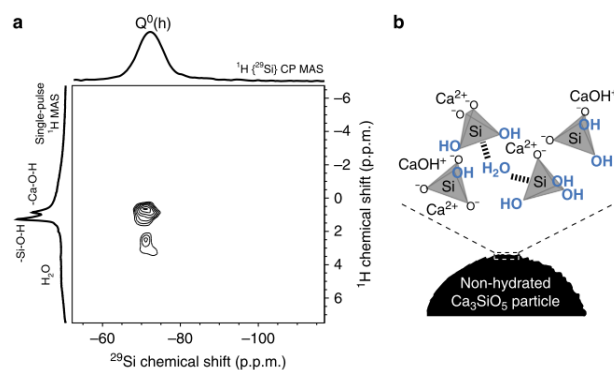 a
Q⁰(h)
¹H {²⁹Si} CP MAS
Single-pulse
¹H MAS
-Ca-O-H
-Si-O-H
H₂O
−6
−4
−2
0
2
4
6
¹H chemical shift (p.p.m.)
−60
−80
−100
²⁹Si chemical shift (p.p.m.)
b
Ca²⁺
CaOH⁺
⁻O
O⁻
Si
HO
OH
Ca²⁺
⁻O
O⁻
OH
Si
O⁻
CaOH⁺
⁻O
OH
⁻O
Si
O⁻
H₂O
O⁻
Si
OH
HO
OH
Ca²⁺
Non-hydrated
Ca₃SiO₅ particle